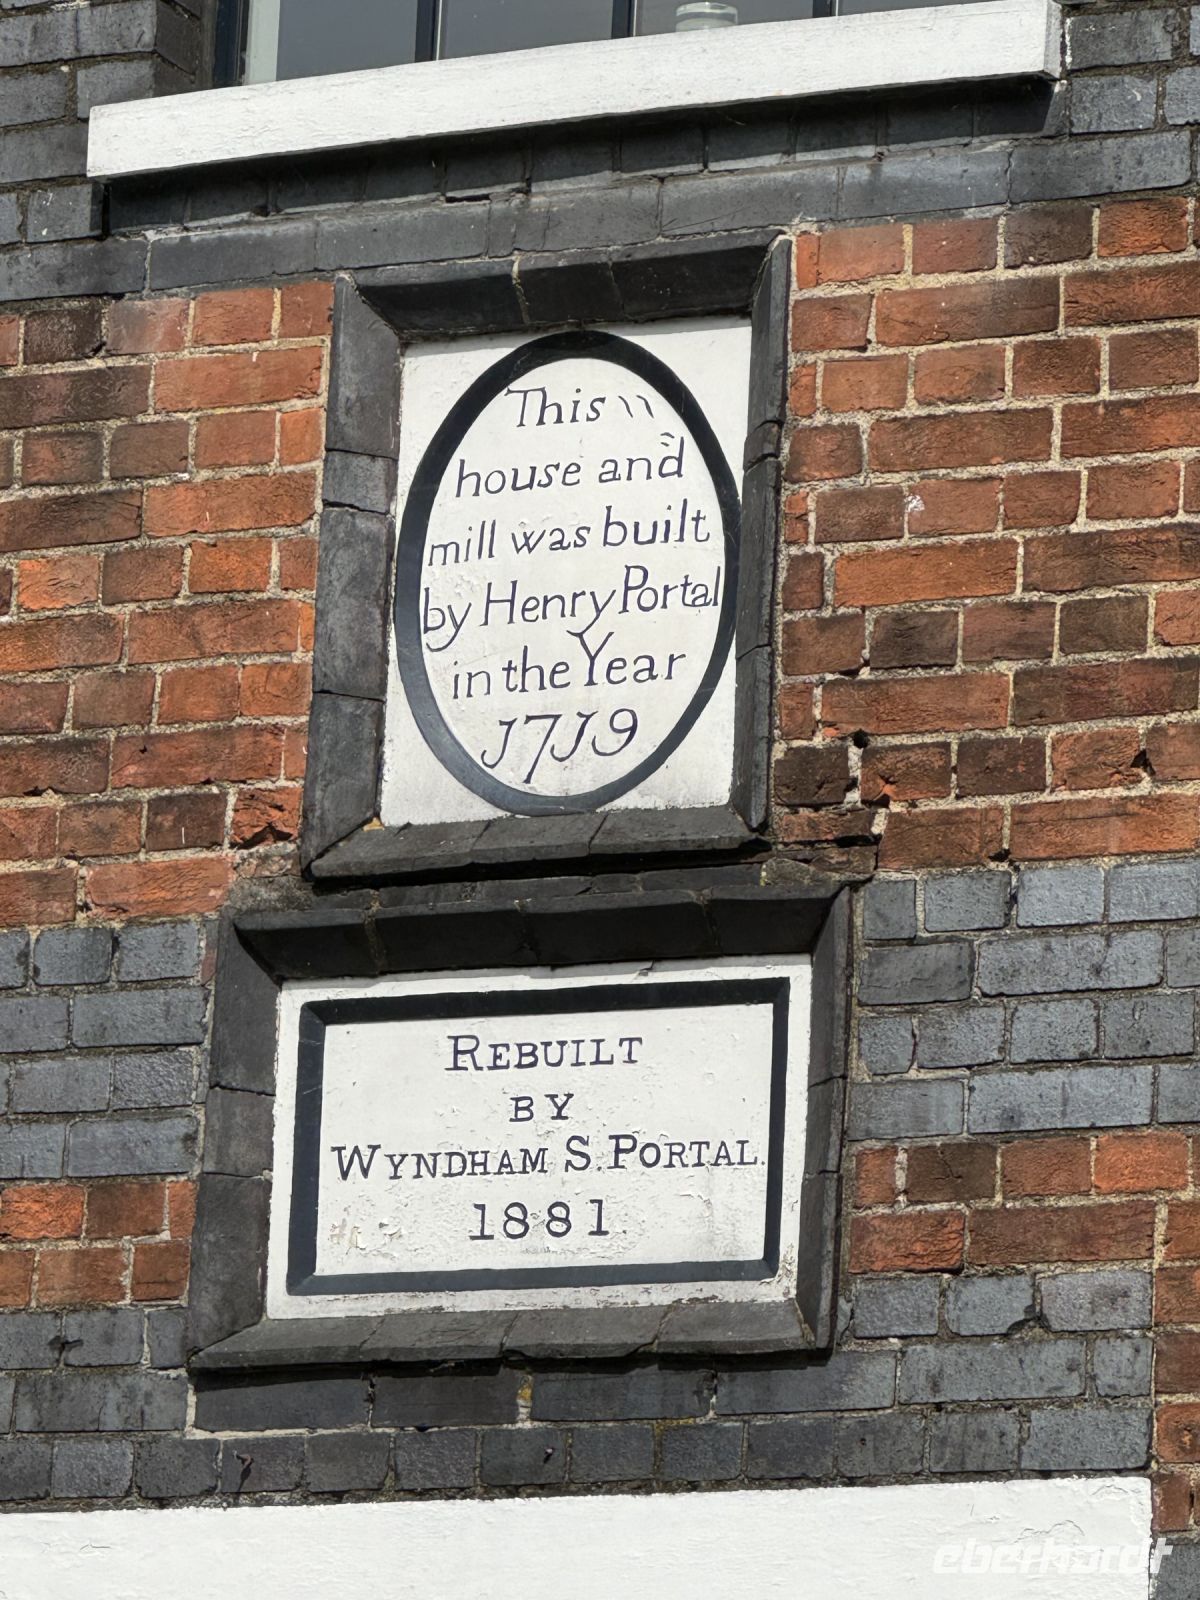 This \\
house and
mill was built
by Henry Portal
in the Year
1719
REBUILT
BY
WYNDHAM S. PORTAL.
1881.
eberhardt